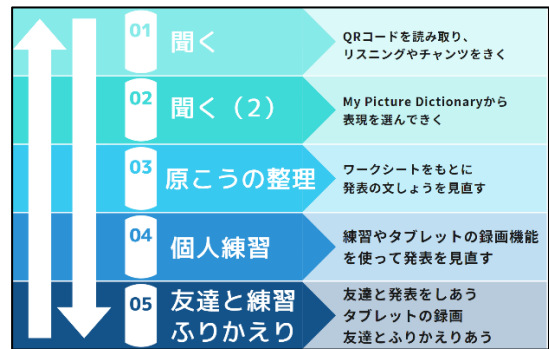 01
聞く
QRコードを読み取り、
リスニングやチャンツをきく
02
聞く（2）
My Picture Dictionaryから
表現を選んできく
03
原こうの整理
ワークシートをもとに
発表の文しょうを見直す
04
個人練習
練習やタブレットの録画機能
を使って発表を見直す
05
友達と練習
ふりかえり
友達と発表をしあう
タブレットの録画
友達とふりかえりあう